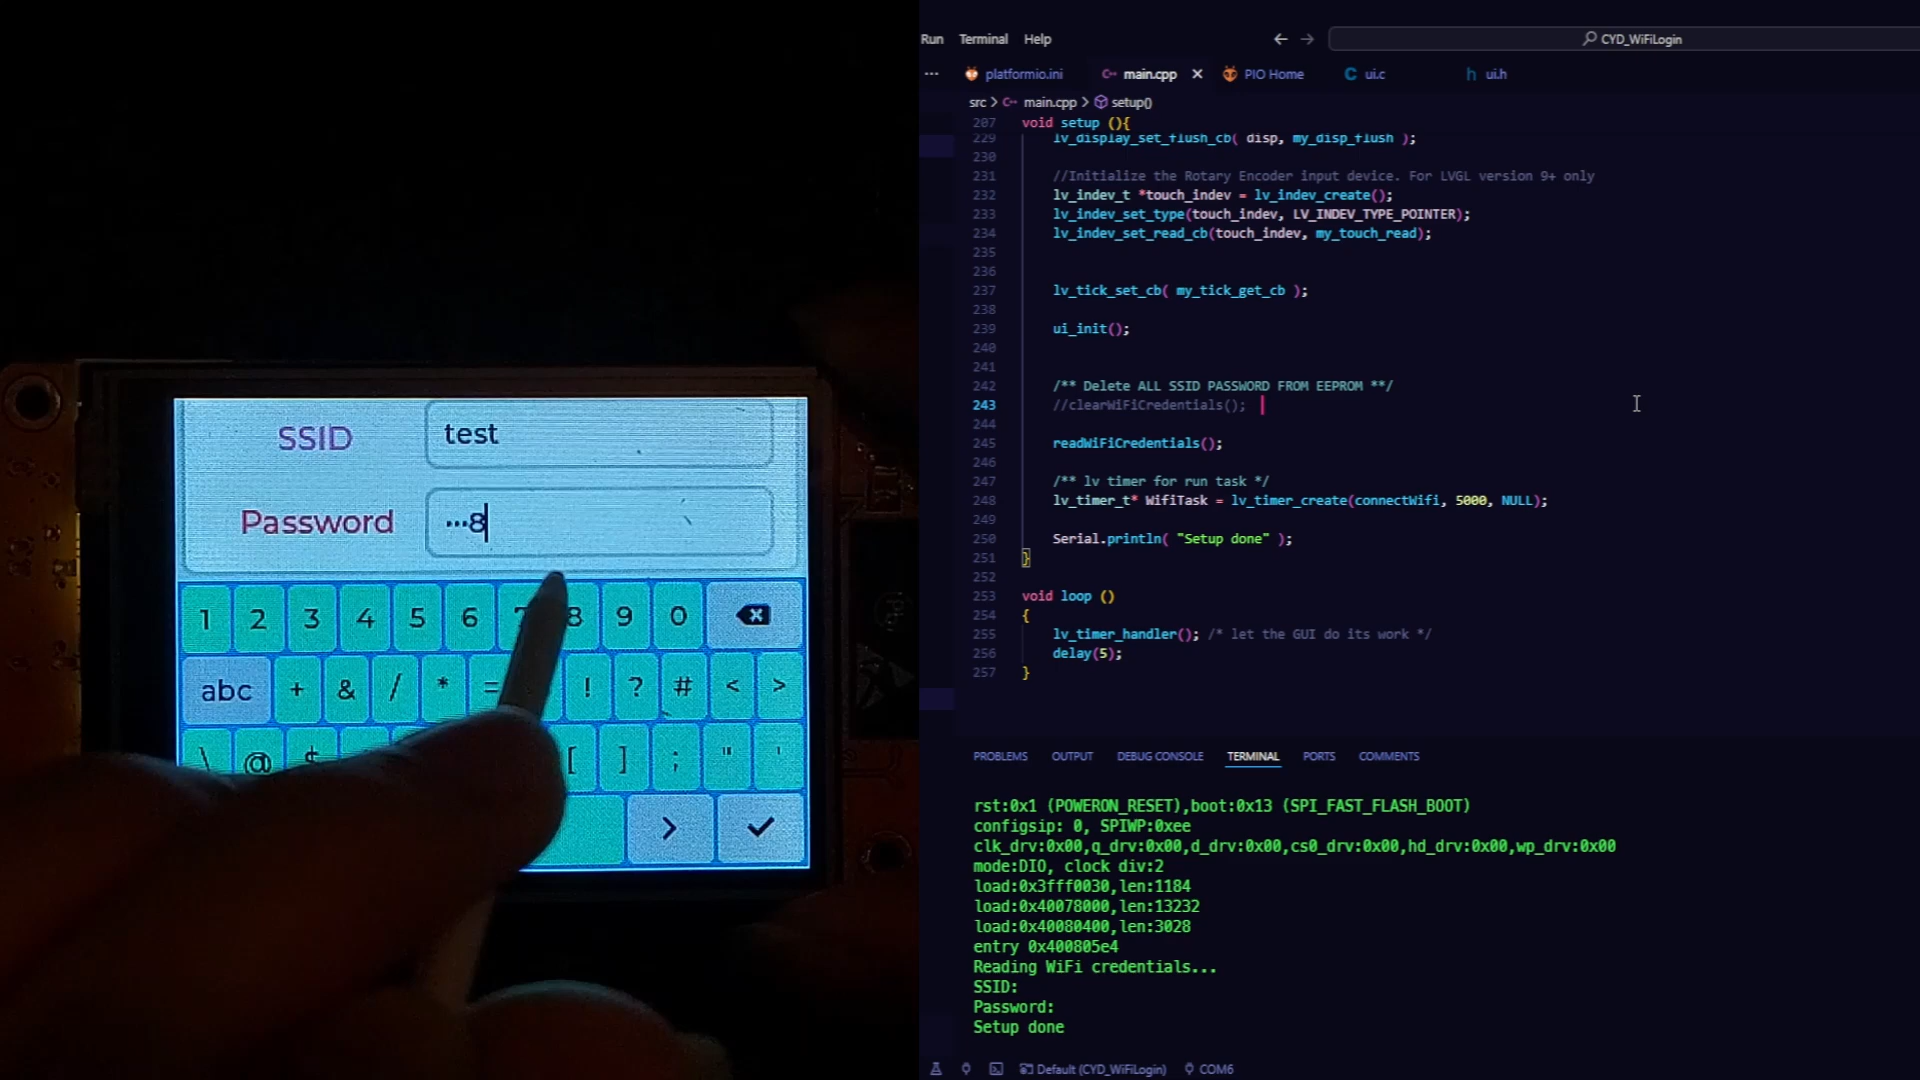 SSID test
Password •••8
1 2 3 4 5 6 7 8 9 0
abc + & / * = ! ? # < >
\ @ $ [ ] ; " '
Run Terminal Help CYD_WiFiLogin
platformio.ini main.cpp PIO Home ui.c ui.h
src > main.cpp > setup()
207 void setup (){
229 lv_display_set_flush_cb( disp, my_disp_flush );
230
231 //Initialize the Rotary Encoder input device. For LVGL version 9+ only
232 lv_indev_t *touch_indev = lv_indev_create();
233 lv_indev_set_type(touch_indev, LV_INDEV_TYPE_POINTER);
234 lv_indev_set_read_cb(touch_indev, my_touch_read);
235
236
237 lv_tick_set_cb( my_tick_get_cb );
238
239 ui_init();
240
241
242 /** Delete ALL SSID PASSWORD FROM EEPROM **/
243 //clearWiFiCredentials();
244
245 readWiFiCredentials();
246
247 /** lv timer for run task */
248 lv_timer_t* WifiTask = lv_timer_create(connectWifi, 5000, NULL);
249
250 Serial.println( "Setup done" );
251 }
252
253 void loop ()
254 {
255 lv_timer_handler(); /* let the GUI do its work */
256 delay(5);
257 }
PROBLEMS OUTPUT DEBUG CONSOLE TERMINAL PORTS COMMENTS
rst:0x1 (POWERON_RESET),boot:0x13 (SPI_FAST_FLASH_BOOT)
configsip: 0, SPIWP:0xee
clk_drv:0x00,q_drv:0x00,d_drv:0x00,cs0_drv:0x00,hd_drv:0x00,wp_drv:0x00
mode:DIO, clock div:2
load:0x3fff0030,len:1184
load:0x40078000,len:13232
load:0x40080400,len:3028
entry 0x400805e4
Reading WiFi credentials...
SSID:
Password:
Setup done
Default (CYD_WiFiLogin) COM6